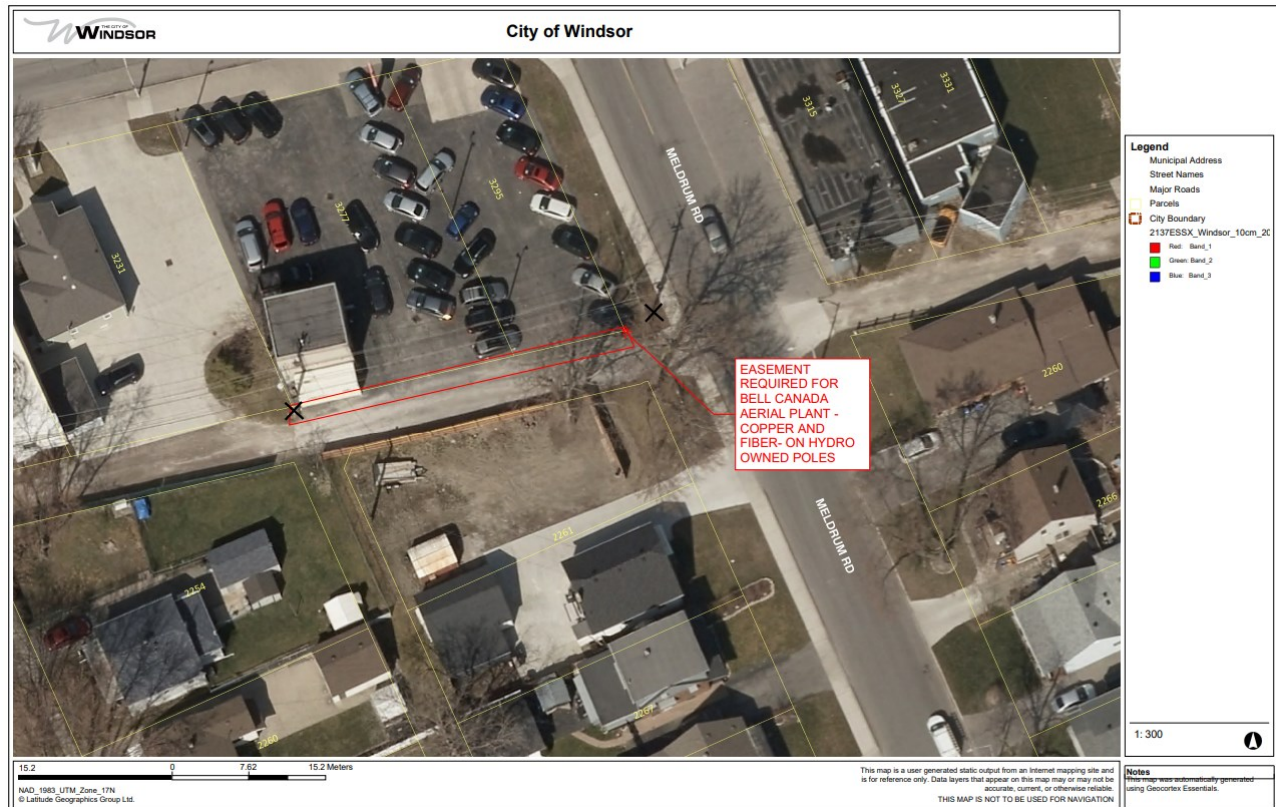 THE CITY OF
WINDSOR
City of Windsor
3315
3327
3331
MELDRUM RD
3295
3277
3231
2260
EASEMENT
REQUIRED FOR
BELL CANADA
AERIAL PLANT -
COPPER AND
FIBER- ON HYDRO
OWNED POLES
2266
MELDRUM RD
2261
2254
2267
2260
Legend
Municipal Address
Street Names
Major Roads
Parcels
City Boundary
2137ESSX_Windsor_10cm_20
Red: Band_1
Green: Band_2
Blue: Band_3
1: 300
15.2 0 7.62 15.2 Meters
NAD_1983_UTM_Zone_17N
© Latitude Geographics Group Ltd.
This map is a user generated static output from an Internet mapping site and
is for reference only. Data layers that appear on this map may or may not be
accurate, current, or otherwise reliable.
THIS MAP IS NOT TO BE USED FOR NAVIGATION
Notes
This map was automatically generated
using Geocortex Essentials.